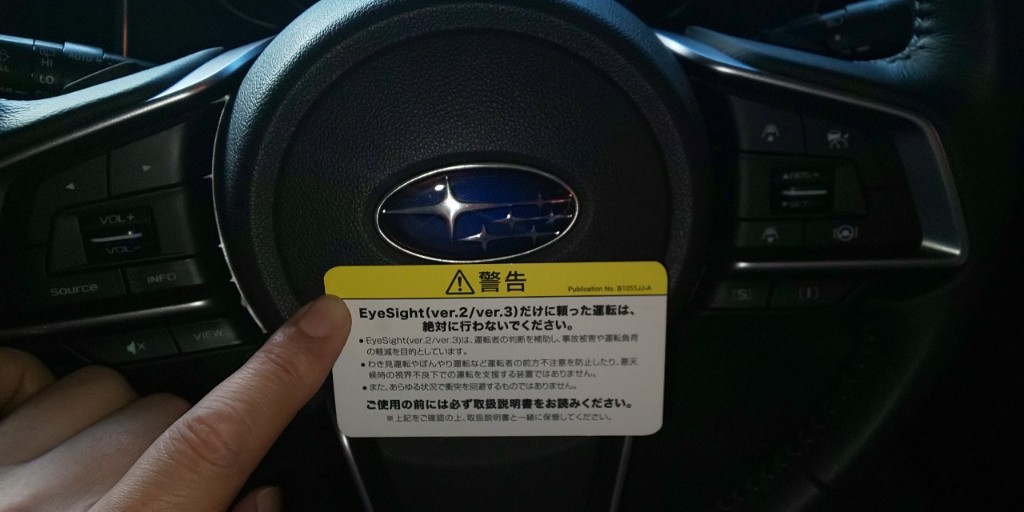 HI
LO
VOL+
VOL-
Source
INFO
VIEW
警告
Publication No. B1055JJ-A
EyeSight(ver.2/ver.3)だけに頼った運転は、
絶対に行わないでください。
●EyeSight(ver.2/ver.3)は、運転者の判断を補助し、事故被害や運転負荷
の軽減を目的としています。
●わき見運転やぼんやり運転など運転者の前方不注意を防止したり、悪天
候時の視界不良下での運転を支援する装置ではありません。
●また、あらゆる状況で衝突を回避するものではありません。
ご使用の前には必ず取扱説明書をお読みください。
※上記をご確認の上、取扱説明書と一緒に保管してください。